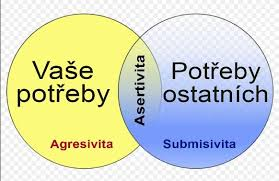 Vaše
potřeby
Agresivita
Asertivita
Potřeby
ostatních
Submisivita